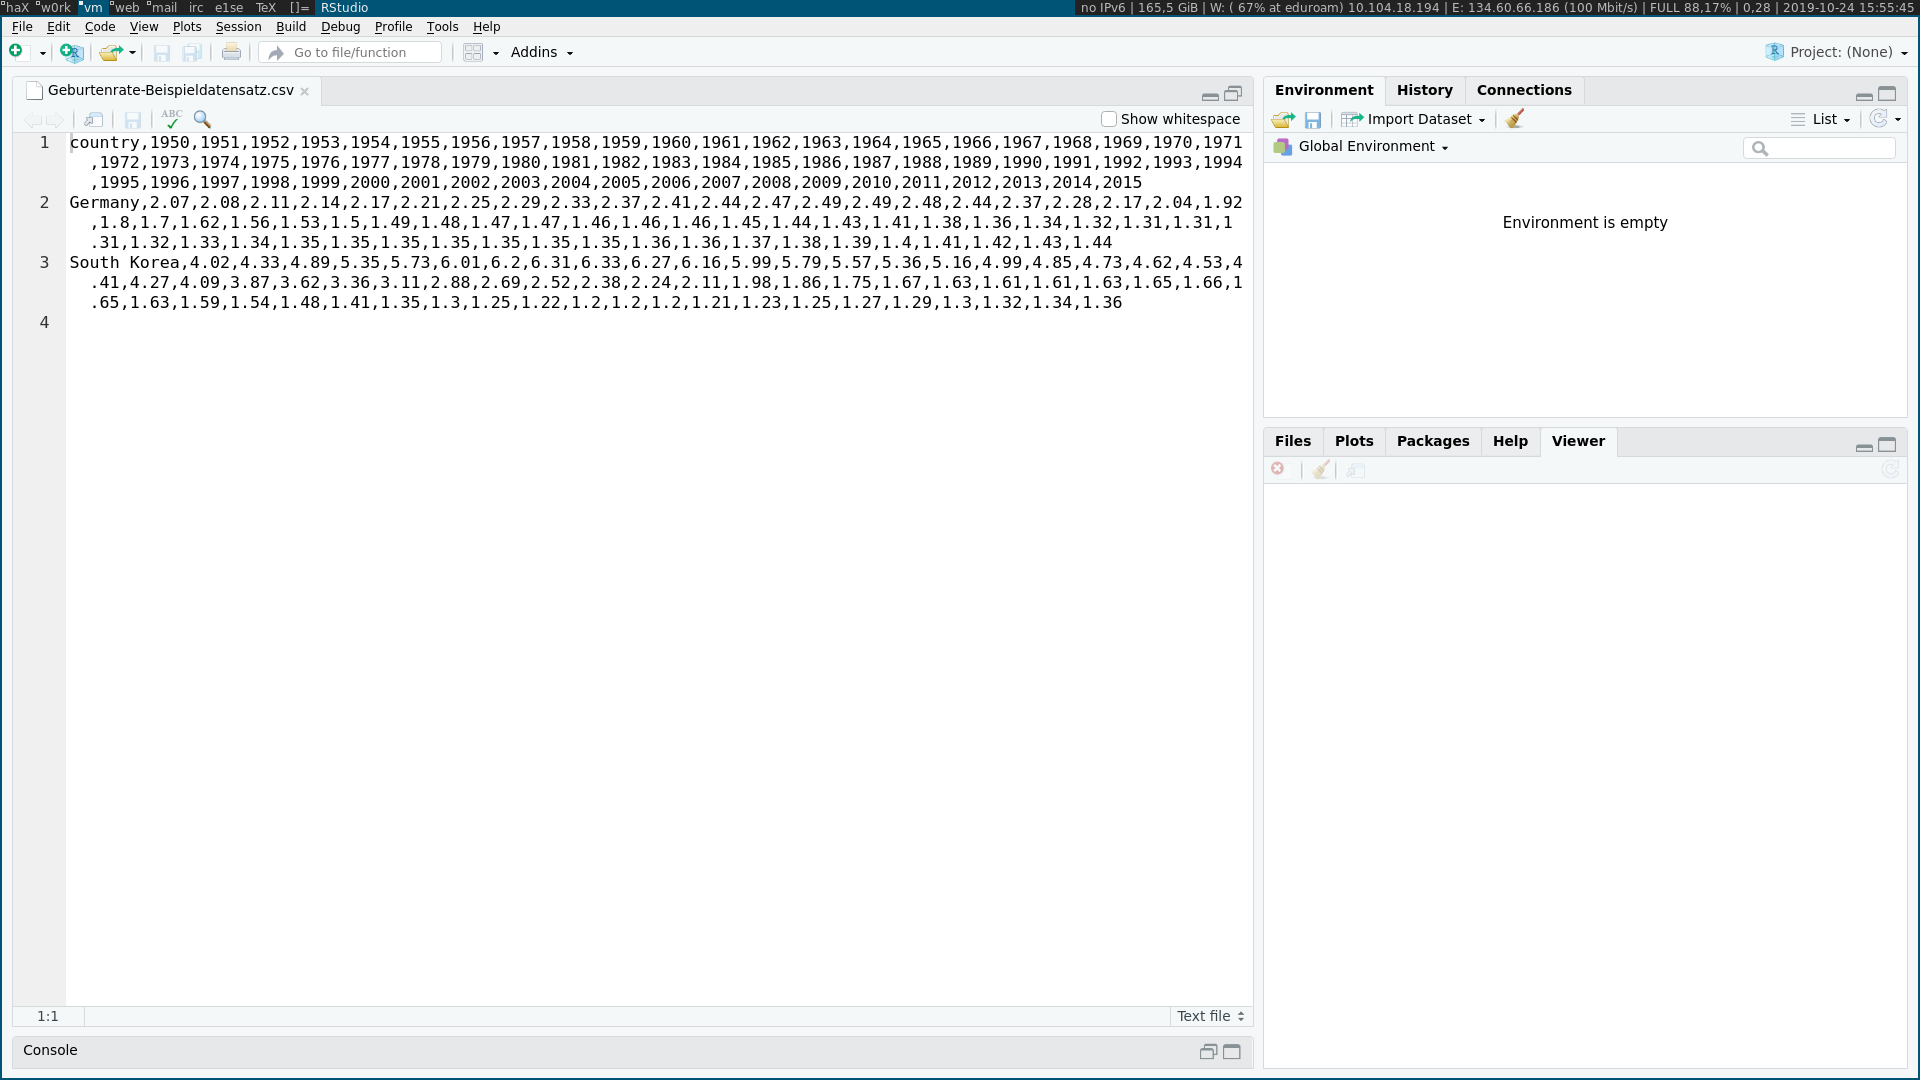 haX w0rk vm web mail irc e1se TeX []= RStudio
no IPv6 | 165,5 GiB | W: ( 67% at eduroam) 10.104.18.194 | E: 134.60.66.186 (100 Mbit/s) | FULL 88,17% | 0,28 | 2019-10-24 15:55:45
File Edit Code View Plots Session Build Debug Profile Tools Help
Go to file/function
Addins
Project: (None)
Geburtenrate-Beispieldatensatz.csv
ABC
Show whitespace
1 country,1950,1951,1952,1953,1954,1955,1956,1957,1958,1959,1960,1961,1962,1963,1964,1965,1966,1967,1968,1969,1970,1971
,1972,1973,1974,1975,1976,1977,1978,1979,1980,1981,1982,1983,1984,1985,1986,1987,1988,1989,1990,1991,1992,1993,1994
,1995,1996,1997,1998,1999,2000,2001,2002,2003,2004,2005,2006,2007,2008,2009,2010,2011,2012,2013,2014,2015
2 Germany,2.07,2.08,2.11,2.14,2.17,2.21,2.25,2.29,2.33,2.37,2.41,2.44,2.47,2.49,2.49,2.48,2.44,2.37,2.28,2.17,2.04,1.92
,1.8,1.7,1.62,1.56,1.53,1.5,1.49,1.48,1.47,1.47,1.46,1.46,1.46,1.45,1.44,1.43,1.41,1.38,1.36,1.34,1.32,1.31,1.31,1
.31,1.32,1.33,1.34,1.35,1.35,1.35,1.35,1.35,1.35,1.35,1.36,1.36,1.37,1.38,1.39,1.4,1.41,1.42,1.43,1.44
3 South Korea,4.02,4.33,4.89,5.35,5.73,6.01,6.2,6.31,6.33,6.27,6.16,5.99,5.79,5.57,5.36,5.16,4.99,4.85,4.73,4.62,4.53,4
.41,4.27,4.09,3.87,3.62,3.36,3.11,2.88,2.69,2.52,2.38,2.24,2.11,1.98,1.86,1.75,1.67,1.63,1.61,1.61,1.63,1.65,1.66,1
.65,1.63,1.59,1.54,1.48,1.41,1.35,1.3,1.25,1.22,1.2,1.2,1.2,1.21,1.23,1.25,1.27,1.29,1.3,1.32,1.34,1.36
4
1:1
Text file
Console
Environment History Connections
Import Dataset
List
Global Environment
Environment is empty
Files Plots Packages Help Viewer